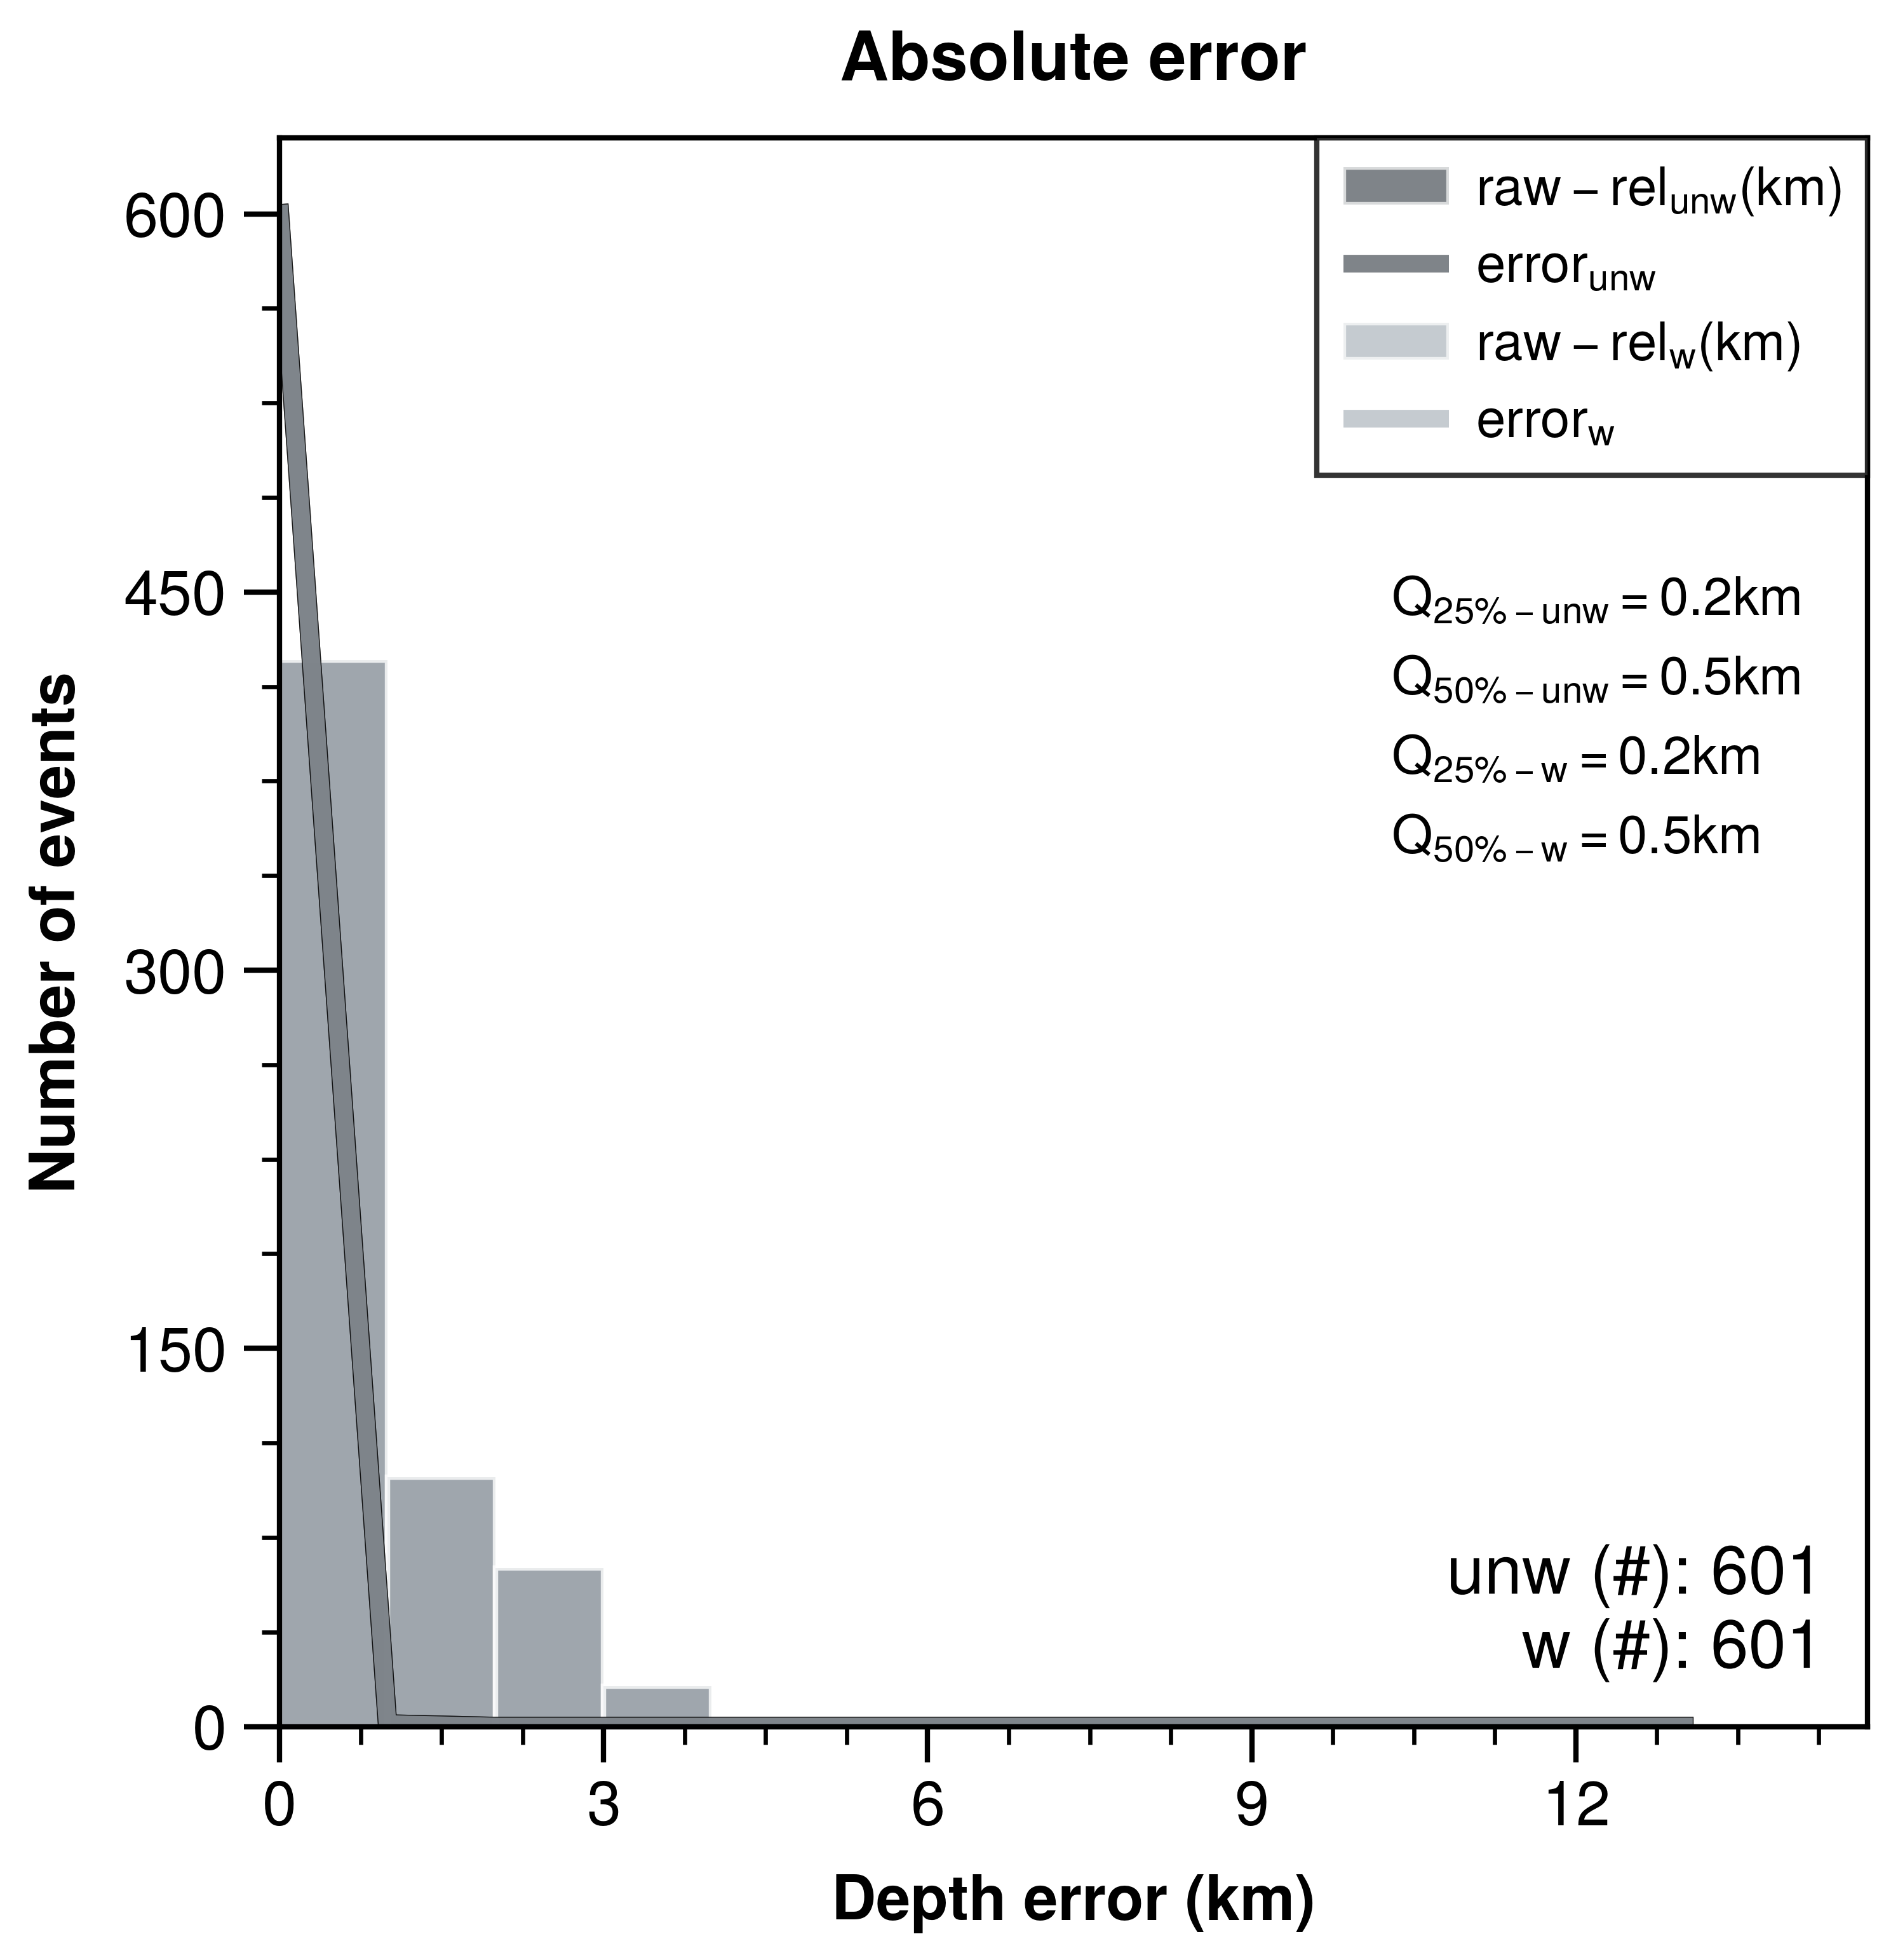 Absolute error
raw – rel_unw(km)
error_unw
raw – rel_w(km)
error_w
Q_25% – unw = 0.2km
Q_50% – unw = 0.5km
Q_25% – w = 0.2km
Q_50% – w = 0.5km
unw (#): 601
w (#): 601
Number of events
600
450
300
150
0
0 3 6 9 12
Depth error (km)